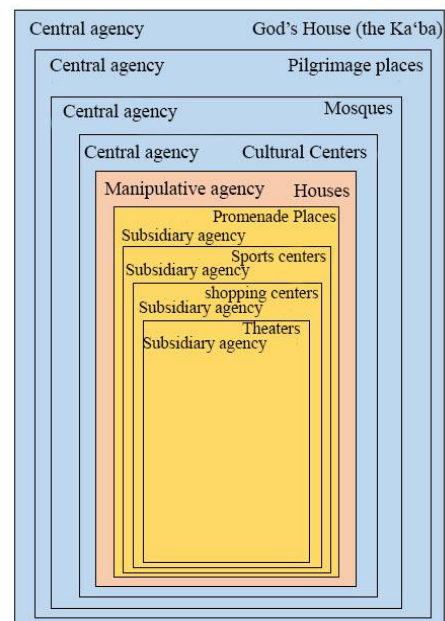 Central agency God's House (the Ka‘ba)
Central agency Pilgrimage places
Central agency Mosques
Central agency Cultural Centers
Manipulative agency Houses
Promenade Places
Subsidiary agency
Sports centers
Subsidiary agency
shopping centers
Subsidiary agency
Theaters
Subsidiary agency